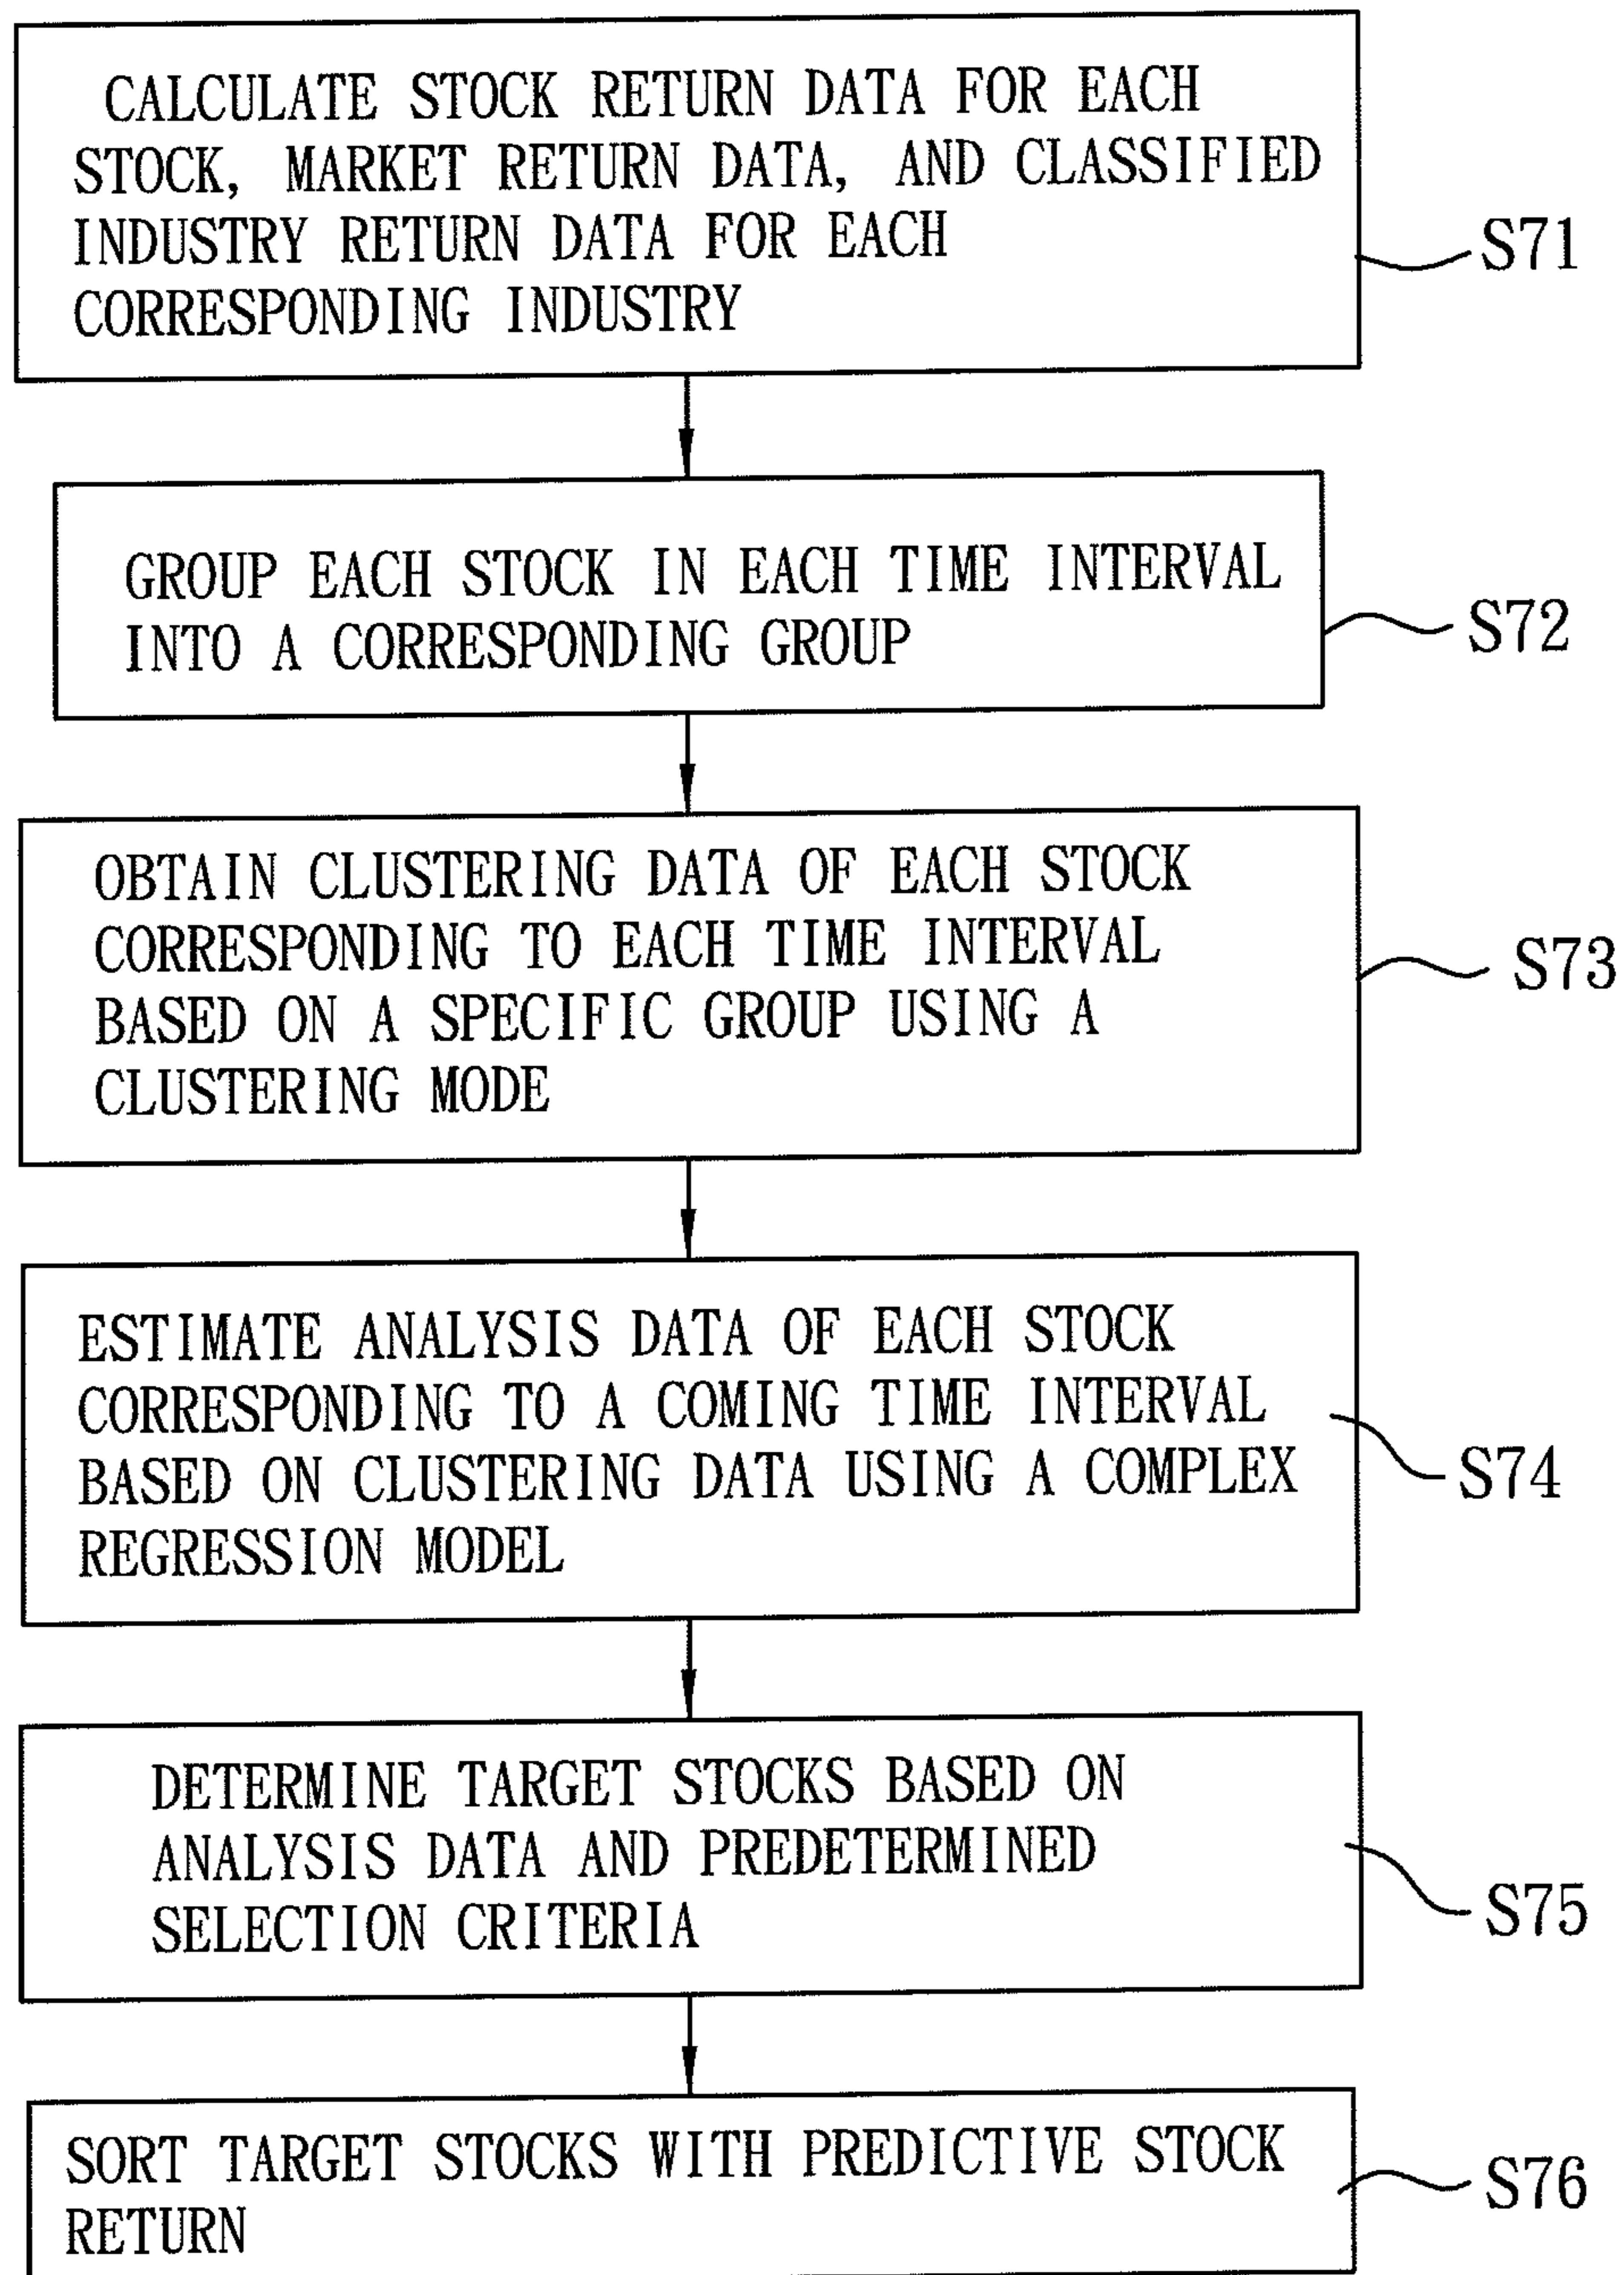 CALCULATE STOCK RETURN DATA FOR EACH
STOCK, MARKET RETURN DATA, AND CLASSIFIED
INDUSTRY RETURN DATA FOR EACH
CORRESPONDING INDUSTRY
S71
GROUP EACH STOCK IN EACH TIME INTERVAL
INTO A CORRESPONDING GROUP
S72
OBTAIN CLUSTERING DATA OF EACH STOCK
CORRESPONDING TO EACH TIME INTERVAL
BASED ON A SPECIFIC GROUP USING A
CLUSTERING MODE
S73
ESTIMATE ANALYSIS DATA OF EACH STOCK
CORRESPONDING TO A COMING TIME INTERVAL
BASED ON CLUSTERING DATA USING A COMPLEX
REGRESSION MODEL
S74
DETERMINE TARGET STOCKS BASED ON
ANALYSIS DATA AND PREDETERMINED
SELECTION CRITERIA
S75
SORT TARGET STOCKS WITH PREDICTIVE STOCK
RETURN
S76